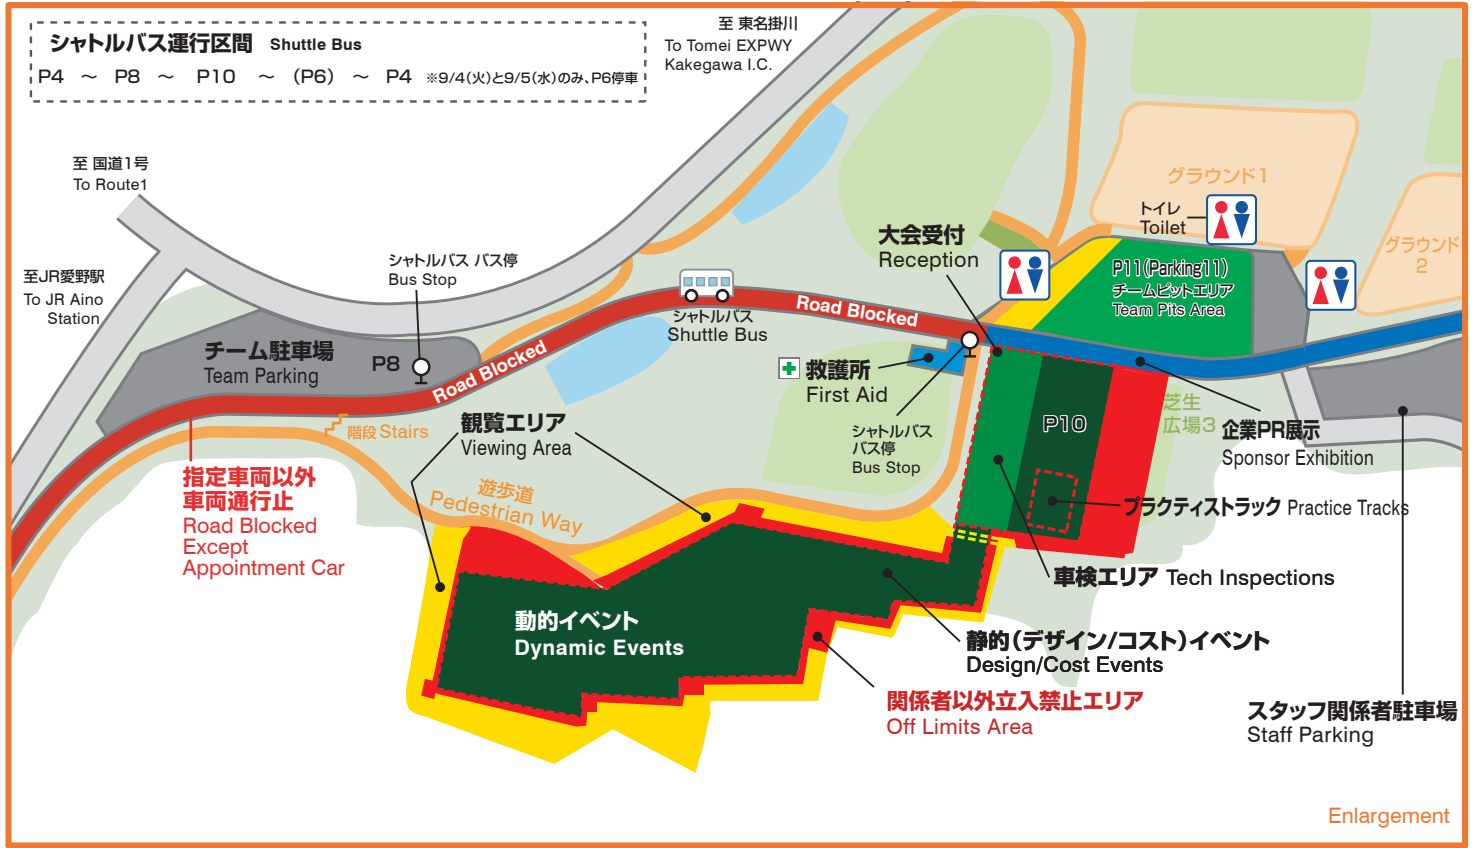 シャトルバス運行区間 Shuttle Bus
P4 ～ P8 ～ P10 ～ (P6) ～ P4 ※9/4(火)と9/5(水)のみ、P6停車
至 東名掛川
To Tomei EXPWY
Kakegawa I.C.
至 国道1号
To Route1
至JR愛野駅
To JR Aino
Station
シャトルバス バス停
Bus Stop
チーム駐車場
Team Parking
P8
Road Blocked
シャトルバス
Shuttle Bus
Road Blocked
大会受付
Reception
トイレ
Toilet
グラウンド1
グラウンド
2
P11(Parking11)
チームピットエリア
Team Pits Area
救護所
First Aid
シャトルバス
バス停
Bus Stop
P10
芝生
広場3
企業PR展示
Sponsor Exhibition
プラクティストラック Practice Tracks
車検エリア Tech Inspections
階段 Stairs
観覧エリア
Viewing Area
遊歩道
Pedestrian Way
指定車両以外
車両通行止
Road Blocked
Except
Appointment Car
動的イベント
Dynamic Events
静的(デザイン/コスト)イベント
Design/Cost Events
関係者以外立入禁止エリア
Off Limits Area
スタッフ関係者駐車場
Staff Parking
Enlargement